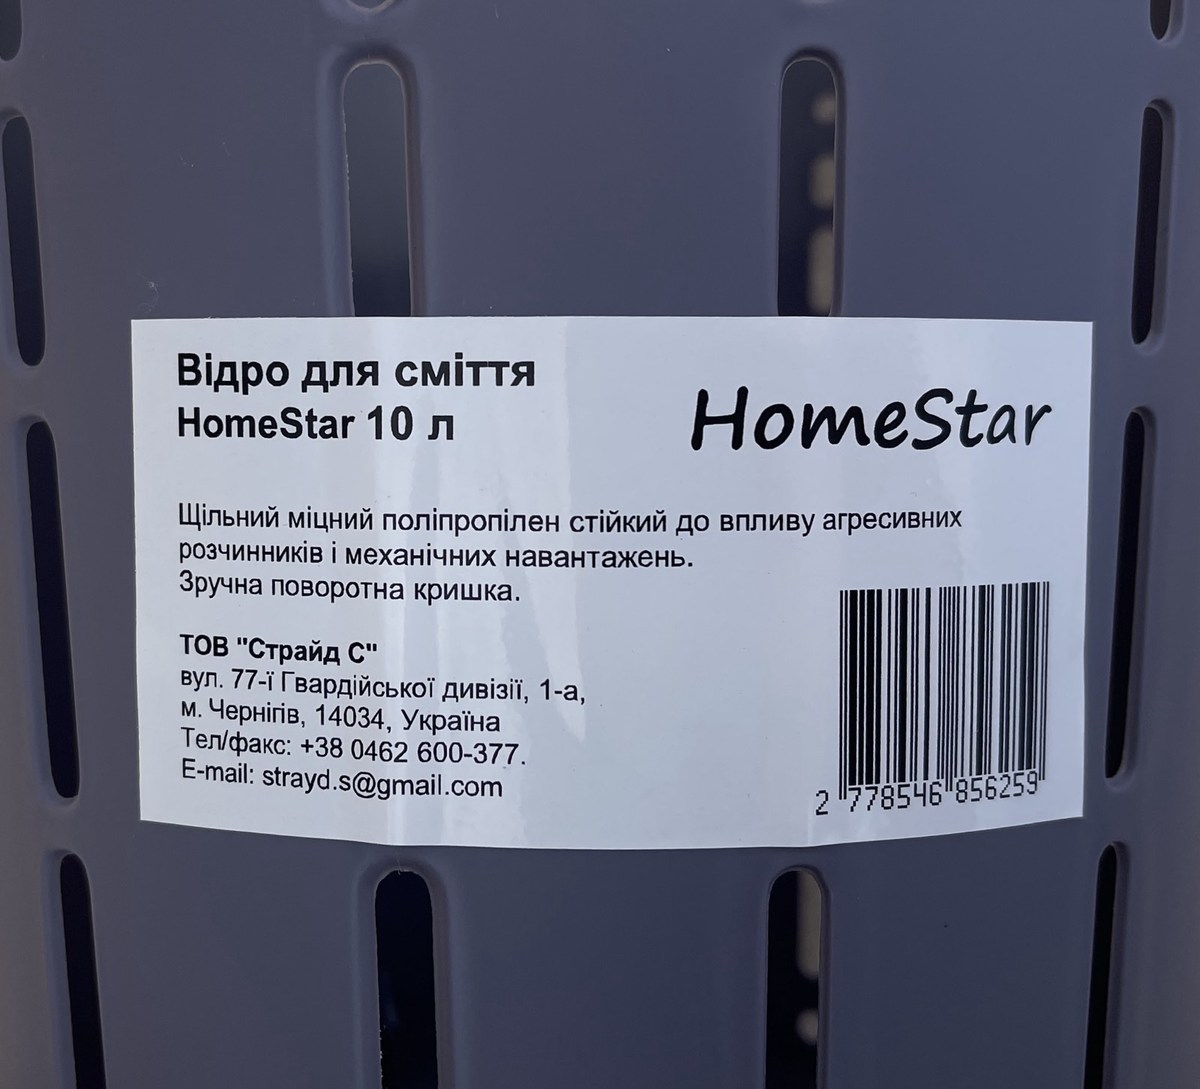 Відро для сміття
HomeStar 10 л
HomeStar
Щільний міцний поліпропілен стійкий до впливу агресивних
розчинників і механічних навантажень.
Зручна поворотна кришка.
ТОВ "Страйд С"
вул. 77-ї Гвардійської дивізії, 1-а,
м. Чернігів, 14034, Україна
Тел/факс: +38 0462 600-377.
E-mail: strayd.s@gmail.com
2 778546 856259